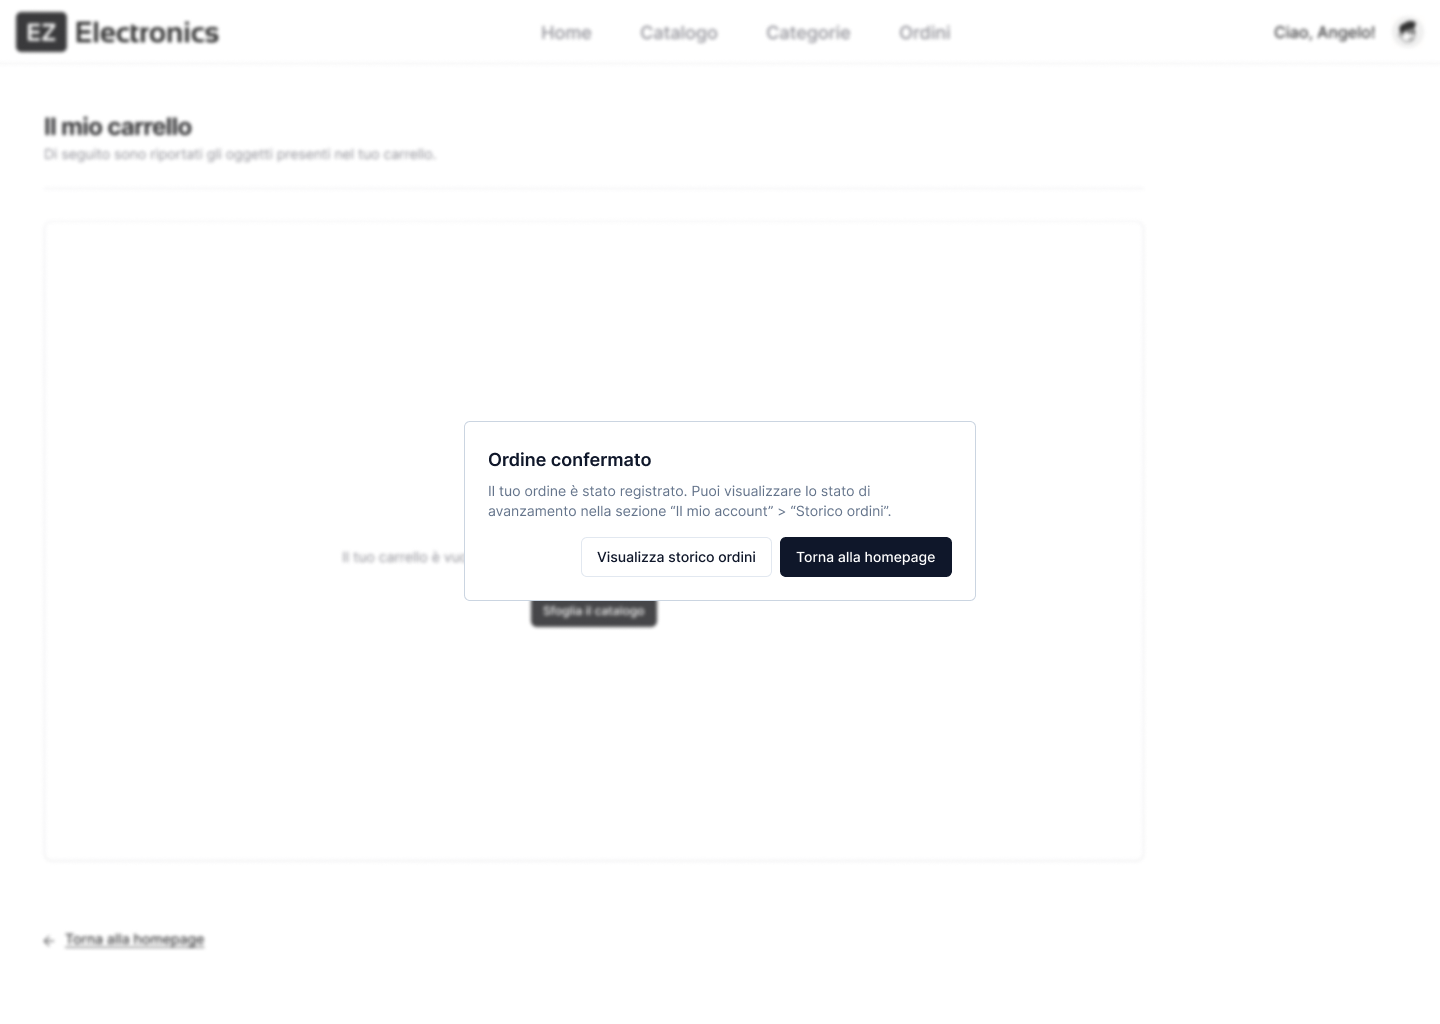 EZ Electronics
Home
Catalogo
Categorie
Ordini
Ciao, Angelo!
Il mio carrello
Di seguito sono riportati gli oggetti presenti nel tuo carrello.
Ordine confermato
Il tuo ordine è stato registrato. Puoi visualizzare lo stato di
avanzamento nella sezione “Il mio account” > “Storico ordini”.
Visualizza storico ordini
Torna alla homepage
Il tuo carrello è
Sfoglia il catalogo
← Torna alla homepage